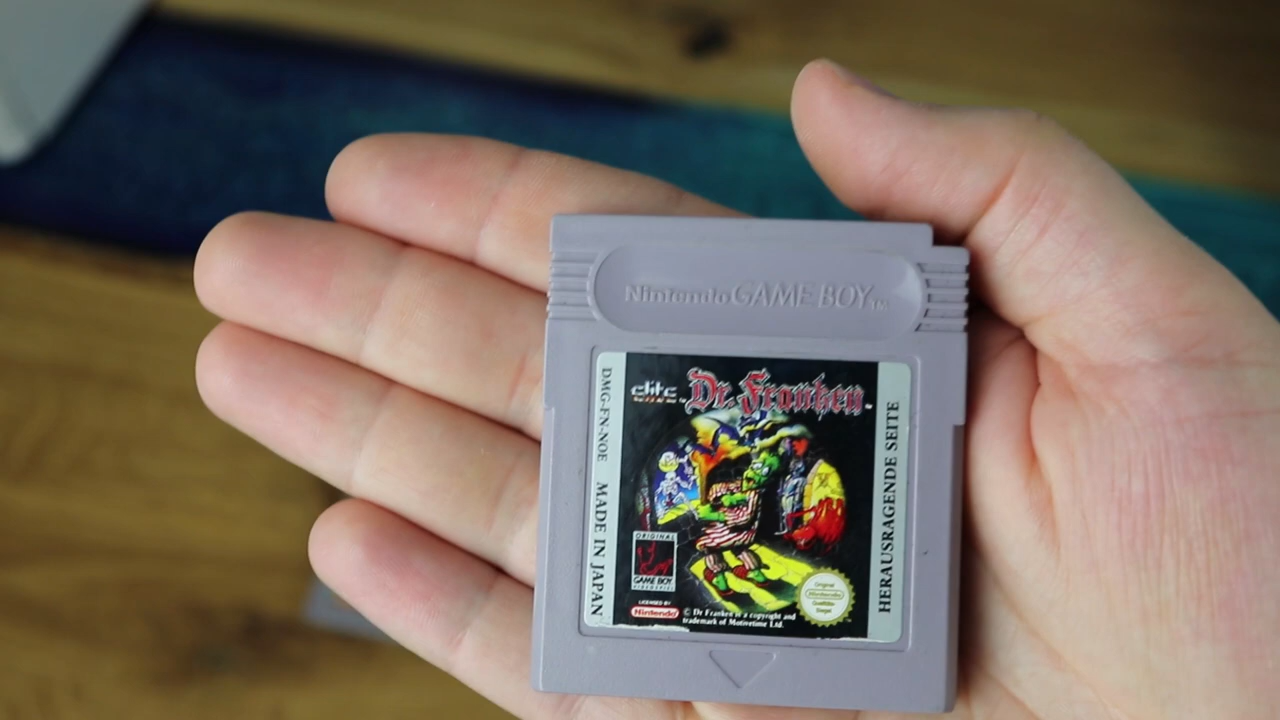 Nintendo GAME BOY TM
DMG-FN-NOE MADE IN JAPAN
elite
Dr. Franken
HERAUSRAGENDE SEITE
ORIGINAL
GAME BOY
LICENSED BY
Nintendo
© Dr Franken is a copyright and
trademark of Motivetime Ltd.
Original
Nintendo
Qualitäts-
Siegel